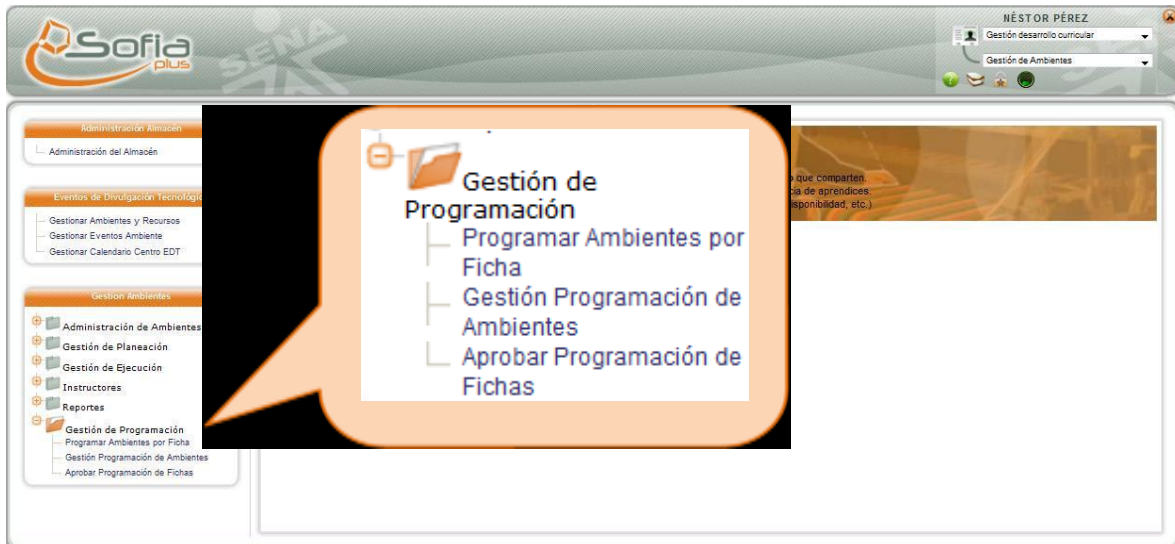 Sofia
plus
SENA
NÉSTOR PÉREZ
Gestión desarrollo curricular
Gestión de Ambientes
Administración Almacén
Administración del Almacén
Eventos de Divulgación Tecnológic
Gestionar Ambientes y Recursos
Gestionar Eventos Ambiente
Gestionar Calendario Centro EDT
Gestion Ambientes
Administración de Ambientes
Gestión de Planeación
Gestión de Ejecución
Instructores
Reportes
Gestión de Programación
Programar Ambientes por Ficha
Gestión Programación de Ambientes
Aprobar Programación de Fichas
Gestión de
Programación
Programar Ambientes por
Ficha
Gestión Programación de
Ambientes
Aprobar Programación de
Fichas
que comparten.
cia de aprendices.
isponibilidad, etc.)